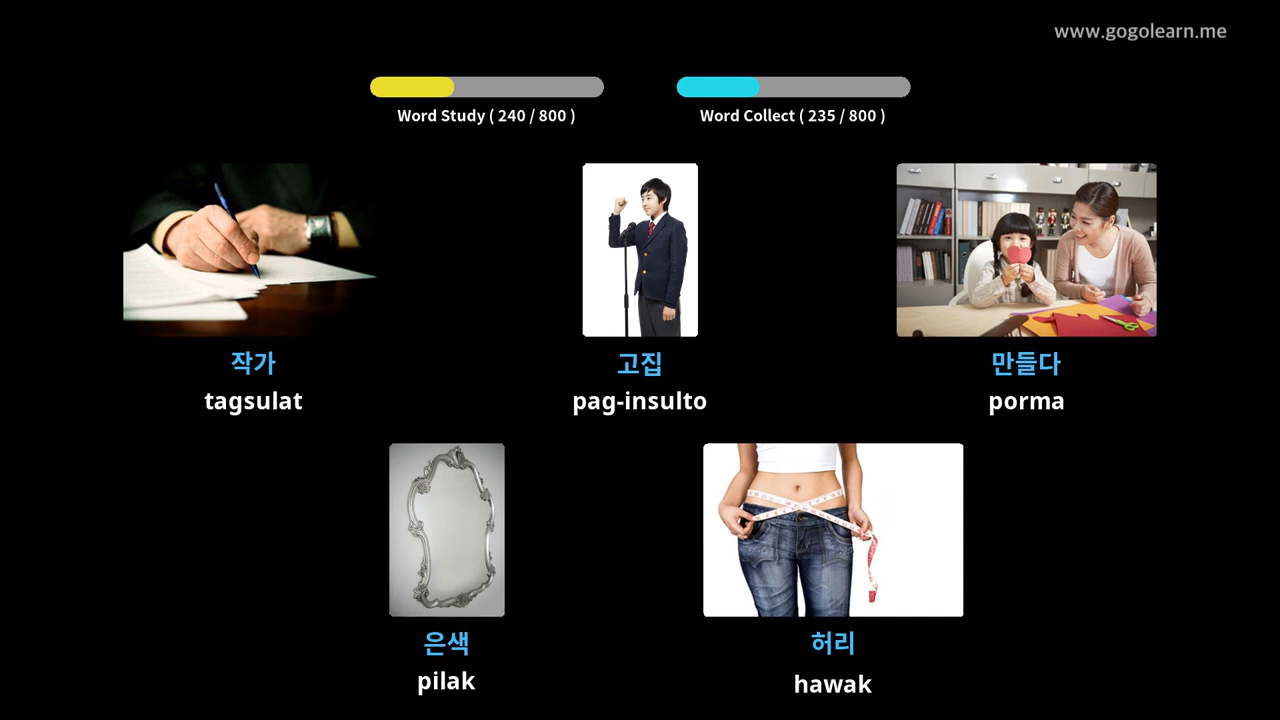 www.gogolearn.me
Word Study ( 240 / 800 )
Word Collect ( 235 / 800 )
작가
tagsulat
고집
pag-insulto
만들다
porma
은색
pilak
허리
hawak